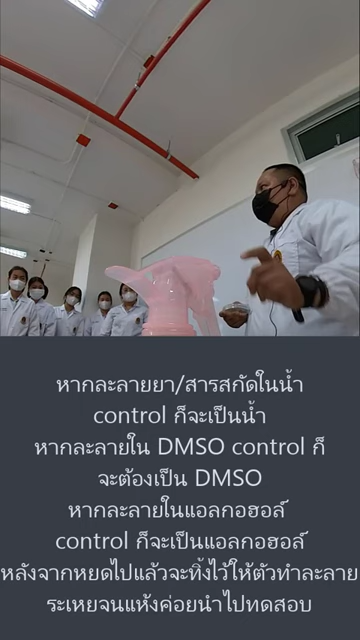 หากละลายยา/สารสกัดในน้ำ
control ก็จะเป็นน้ำ
หากละลายใน DMSO control ก็
จะต้องเป็น DMSO
หากละลายในแอลกอฮอล์
control ก็จะเป็นแอลกอฮอล์
หลังจากหยดไปแล้วจะทิ้งไว้ให้ตัวทำละลาย
ระเหยจนแห้งค่อยนำไปทดสอบ